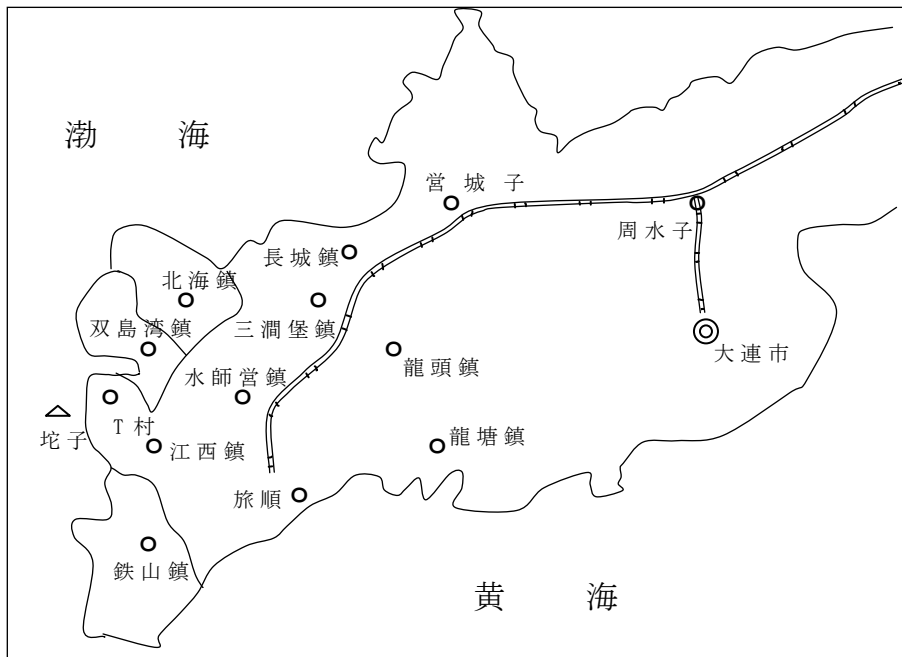 渤海
営城子
周水子
長城鎮
北海鎮
三澗堡鎮
双島湾鎮
大連市
龍頭鎮
水師営鎮
T村
坨子
江西鎮
龍塘鎮
旅順
鉄山鎮
黄海